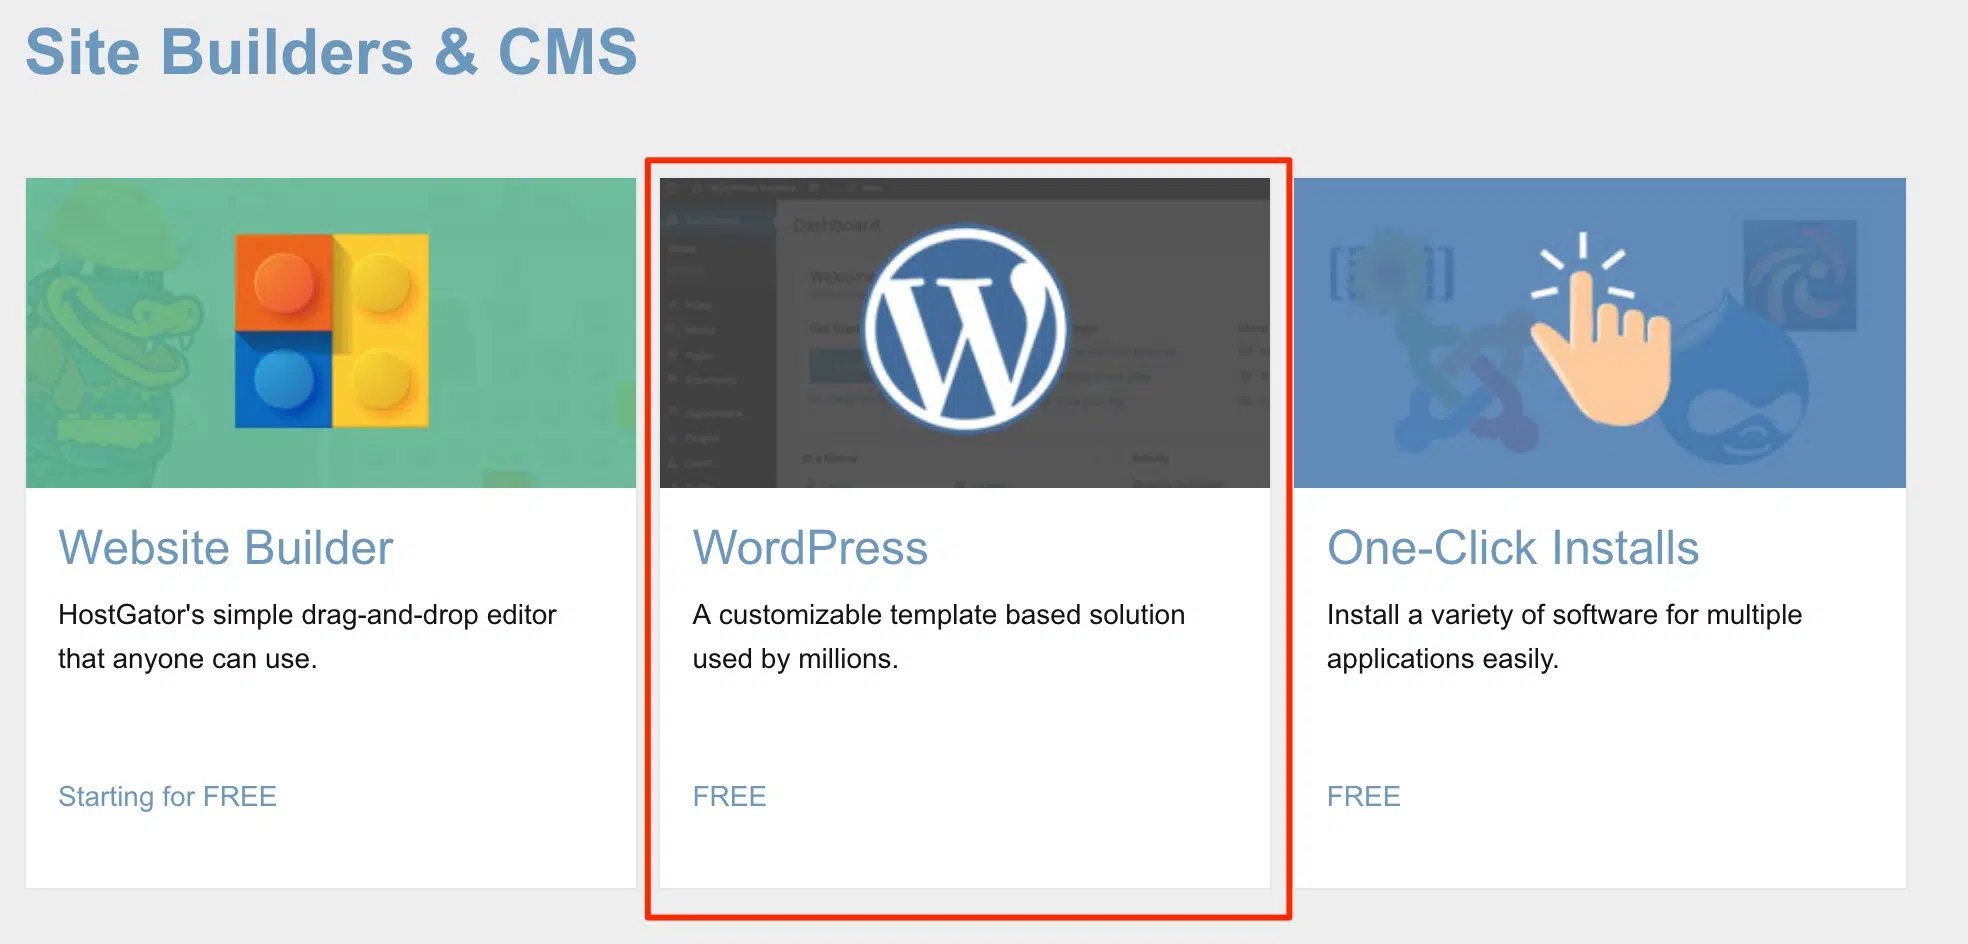 Site Builders & CMS
Dashboard
Welcome
W
Website Builder
HostGator's simple drag-and-drop editor
that anyone can use.
Starting for FREE
WordPress
A customizable template based solution
used by millions.
FREE
One-Click Installs
Install a variety of software for multiple
applications easily.
FREE